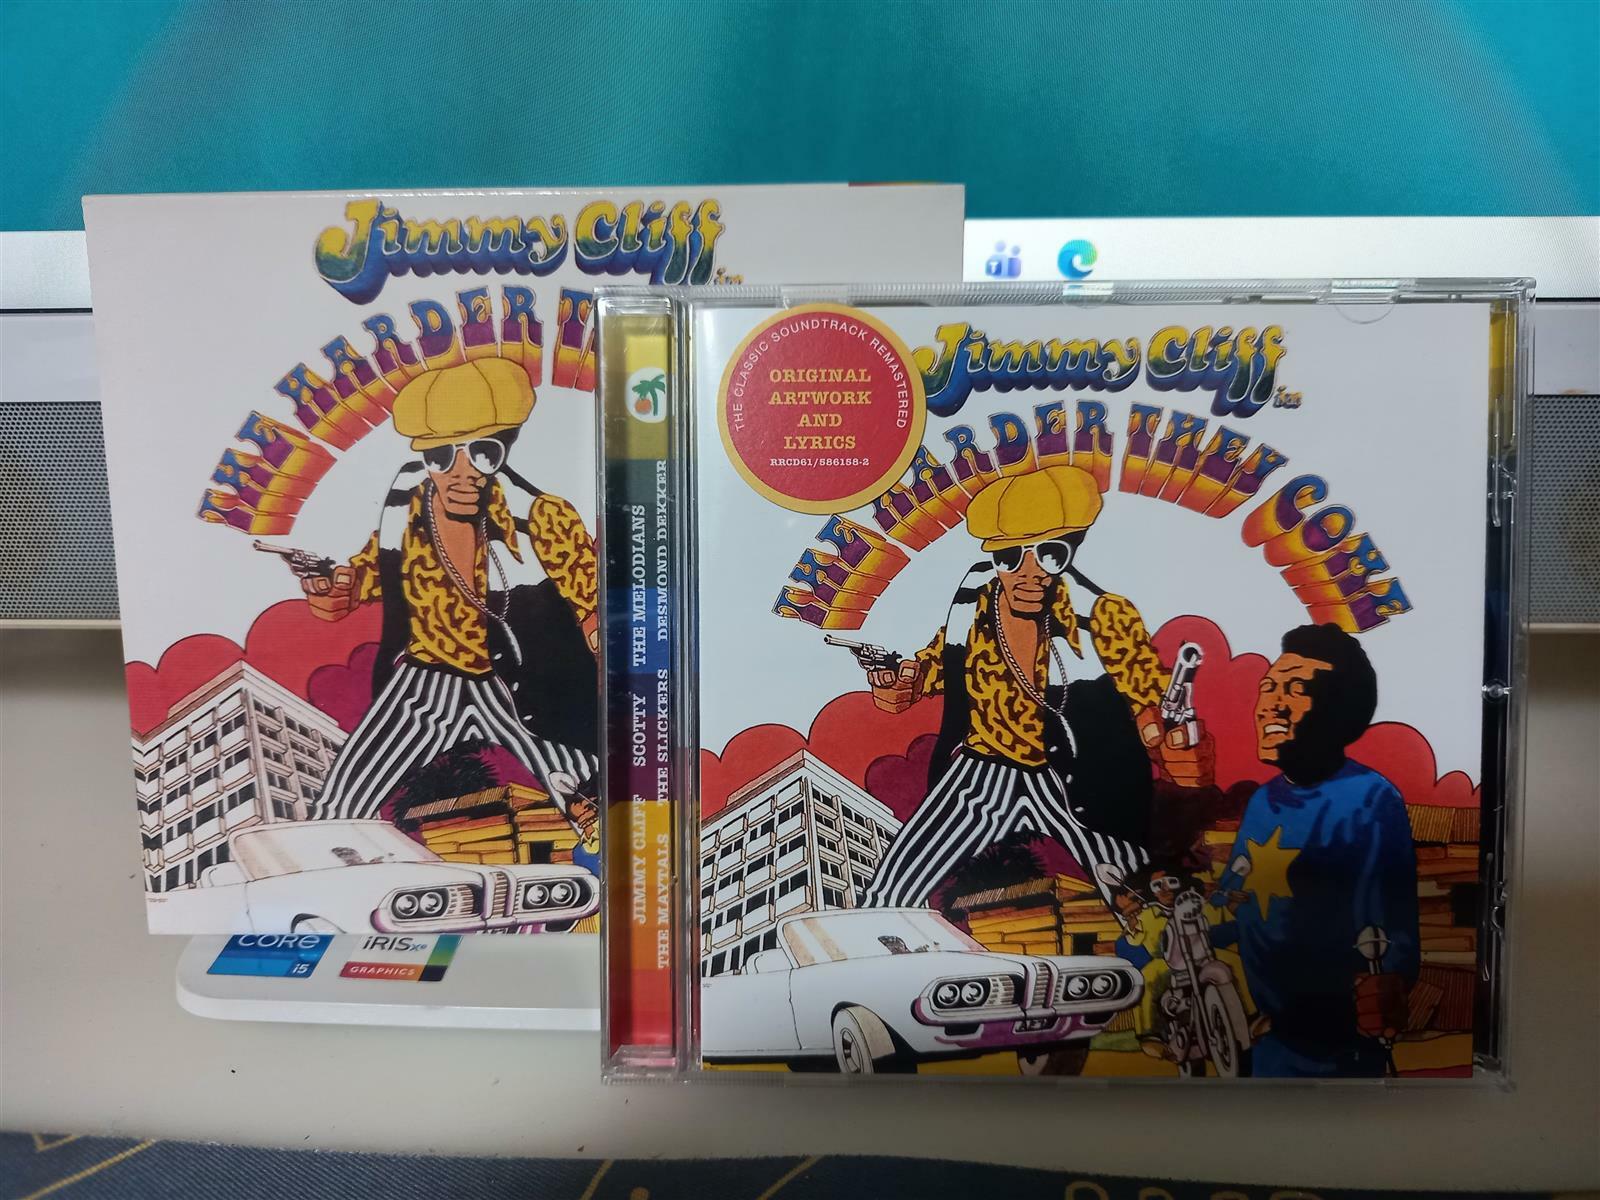 Jimmy Cliff
in
THE HARDER T
CORE
i5
iRIS Xe
GRAPHICS
JIMMY CLIFF SCOTTY THE MELODIANS
THE MAYTALS THE SLICKERS DESMOND DEKKER
THE CLASSIC SOUNDTRACK REMASTERED
ORIGINAL
ARTWORK
AND
LYRICS
RRCD61/586158-2
Jimmy Cliff
in
THE HARDER THEY COME